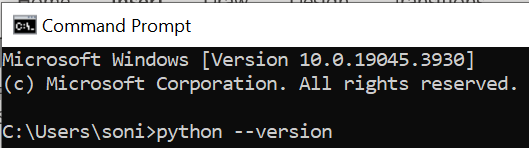 Command Prompt
Microsoft Windows [Version 10.0.19045.3930]
(c) Microsoft Corporation. All rights reserved.
C:\Users\soni>python --version